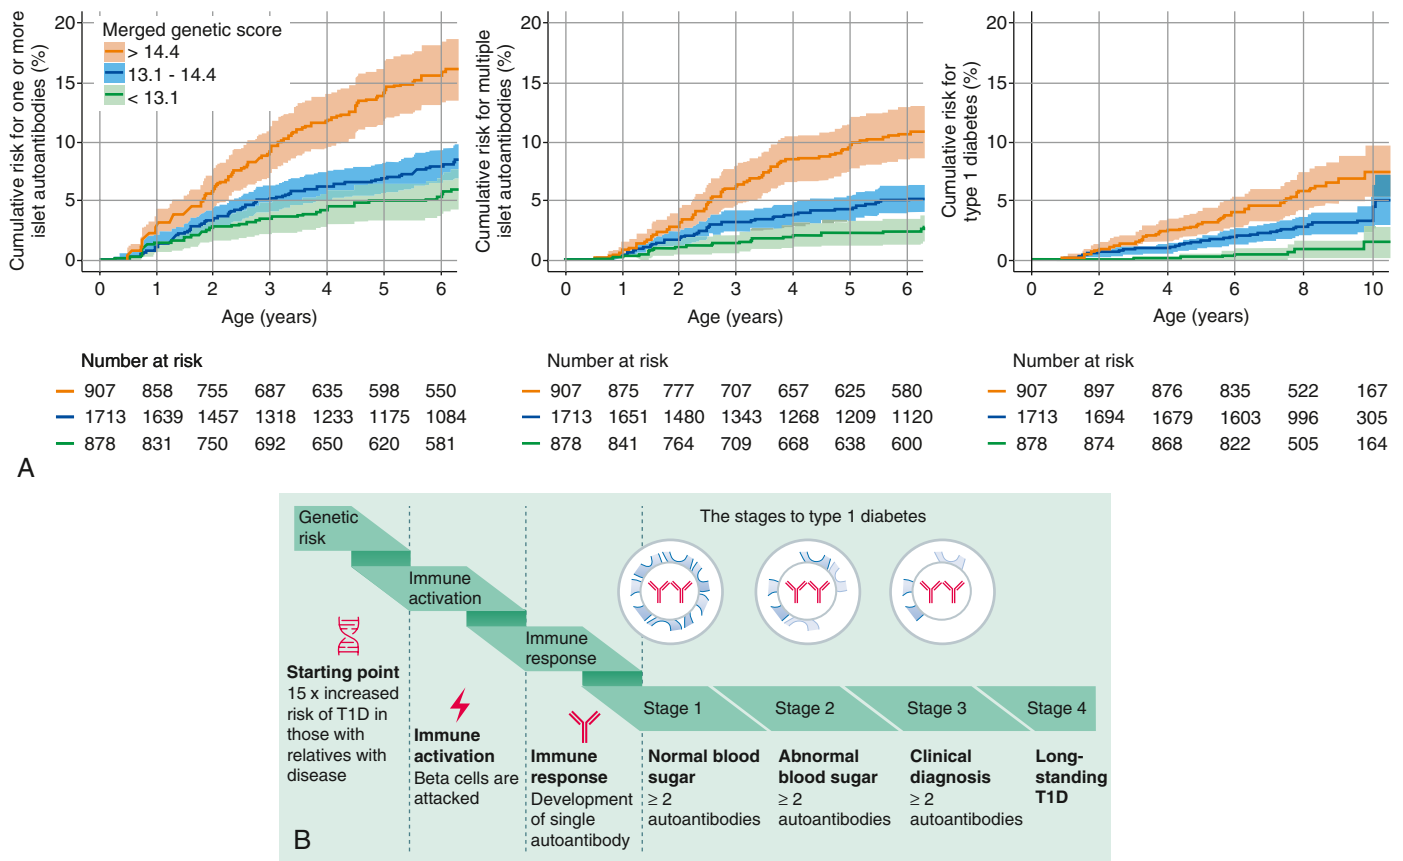 Cumulative risk for one or more
islet autoantibodies (%)
20
15
10
5
0
Merged genetic score
> 14.4
13.1 - 14.4
< 13.1
0 1 2 3 4 5 6
Age (years)
Cumulative risk for multiple
islet autoantibodies (%)
20
15
10
5
0
0 1 2 3 4 5 6
Age (years)
Cumulative risk for
type 1 diabetes (%)
20
15
10
5
0
0 2 4 6 8 10
Age (years)
Number at risk
907 858 755 687 635 598 550
1713 1639 1457 1318 1233 1175 1084
878 831 750 692 650 620 581
Number at risk
907 875 777 707 657 625 580
1713 1651 1480 1343 1268 1209 1120
878 841 764 709 668 638 600
Number at risk
907 897 876 835 522 167
1713 1694 1679 1603 996 305
878 874 868 822 505 164
A
Genetic
risk
Immune
activation
Immune
response
The stages to type 1 diabetes
Stage 1
Stage 2
Stage 3
Stage 4
Starting point
15 x increased
risk of T1D in
those with
relatives with
disease
Immune
activation
Beta cells are
attacked
Immune
response
Development
of single
autoantibody
Normal blood
sugar
≥ 2
autoantibodies
Abnormal
blood sugar
≥ 2
autoantibodies
Clinical
diagnosis
≥ 2
autoantibodies
Long-
standing
T1D
B